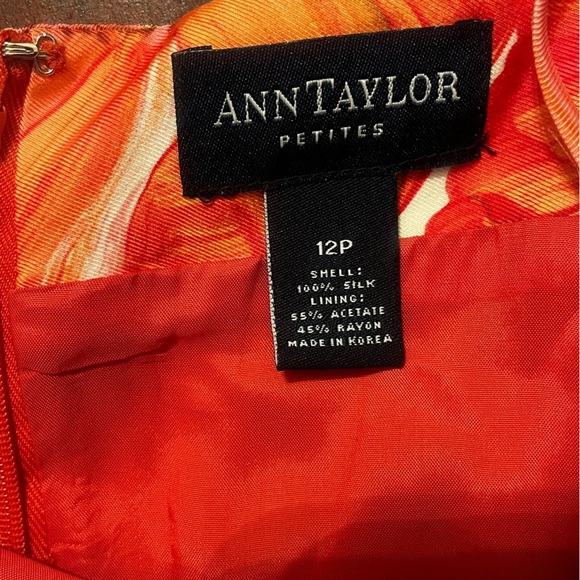 ANNTAYLOR
PETITES
12P
SHELL:
100% SILK
LINING:
55% ACETATE
45% RAYON
MADE IN KOREA